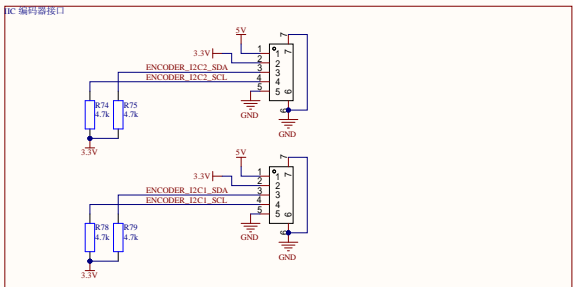 IIC 编码器接口
5V
7
3.3V
1
1
7
2
2
ENCODER_I2C2_SDA
3
3
ENCODER_I2C2_SCL
4
4
5
5
6
6
R74
4.7k
R75
4.7k
GND
GND
3.3V
5V
7
3.3V
1
1
7
2
2
ENCODER_I2C1_SDA
3
3
ENCODER_I2C1_SCL
4
4
5
5
6
6
R78
4.7k
R79
4.7k
GND
GND
3.3V